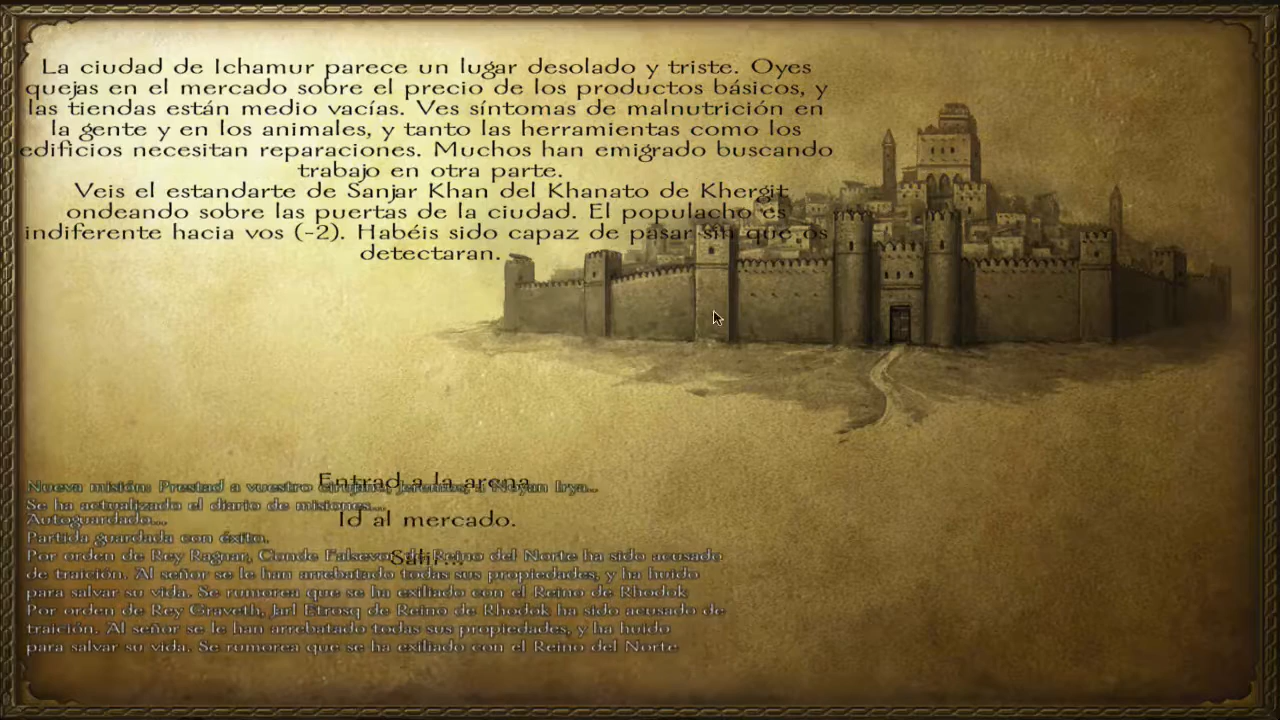 La ciudad de Ichamur parece un lugar desolado y triste. Oyes
quejas en el mercado sobre el precio de los productos básicos, y
las tiendas están medio vacías. Ves síntomas de malnutrición en
la gente y en los animales, y tanto las herramientas como los
edificios necesitan reparaciones. Muchos han emigrado buscando
trabajo en otra parte.
Veis el estandarte de Sanjar Khan del Khanato de Khergit
ondeando sobre las puertas de la ciudad. El populacho es
indiferente hacia vos (-2). Habéis sido capaz de pasar sin que os
detectaran.
Entrad a la arena.
Nueva misión: Prestad a vuestro cirujano, Jeremus, a Noyan Irya..
Se ha actualizado el diario de misiones...
Autoguardado...
Id al mercado.
Partida guardada con éxito.
Por orden de Rey Ragnar, Conde Falsevor de Reino del Norte ha sido acusado
Salir...
de traición. Al señor se le han arrebatado todas sus propiedades, y ha huido
para salvar su vida. Se rumorea que se ha exiliado con el Reino de Rhodok
Por orden de Rey Graveth, Jarl Etrosq de Reino de Rhodok ha sido acusado de
traición. Al señor se le han arrebatado todas sus propiedades, y ha huido
para salvar su vida. Se rumorea que se ha exiliado con el Reino del Norte